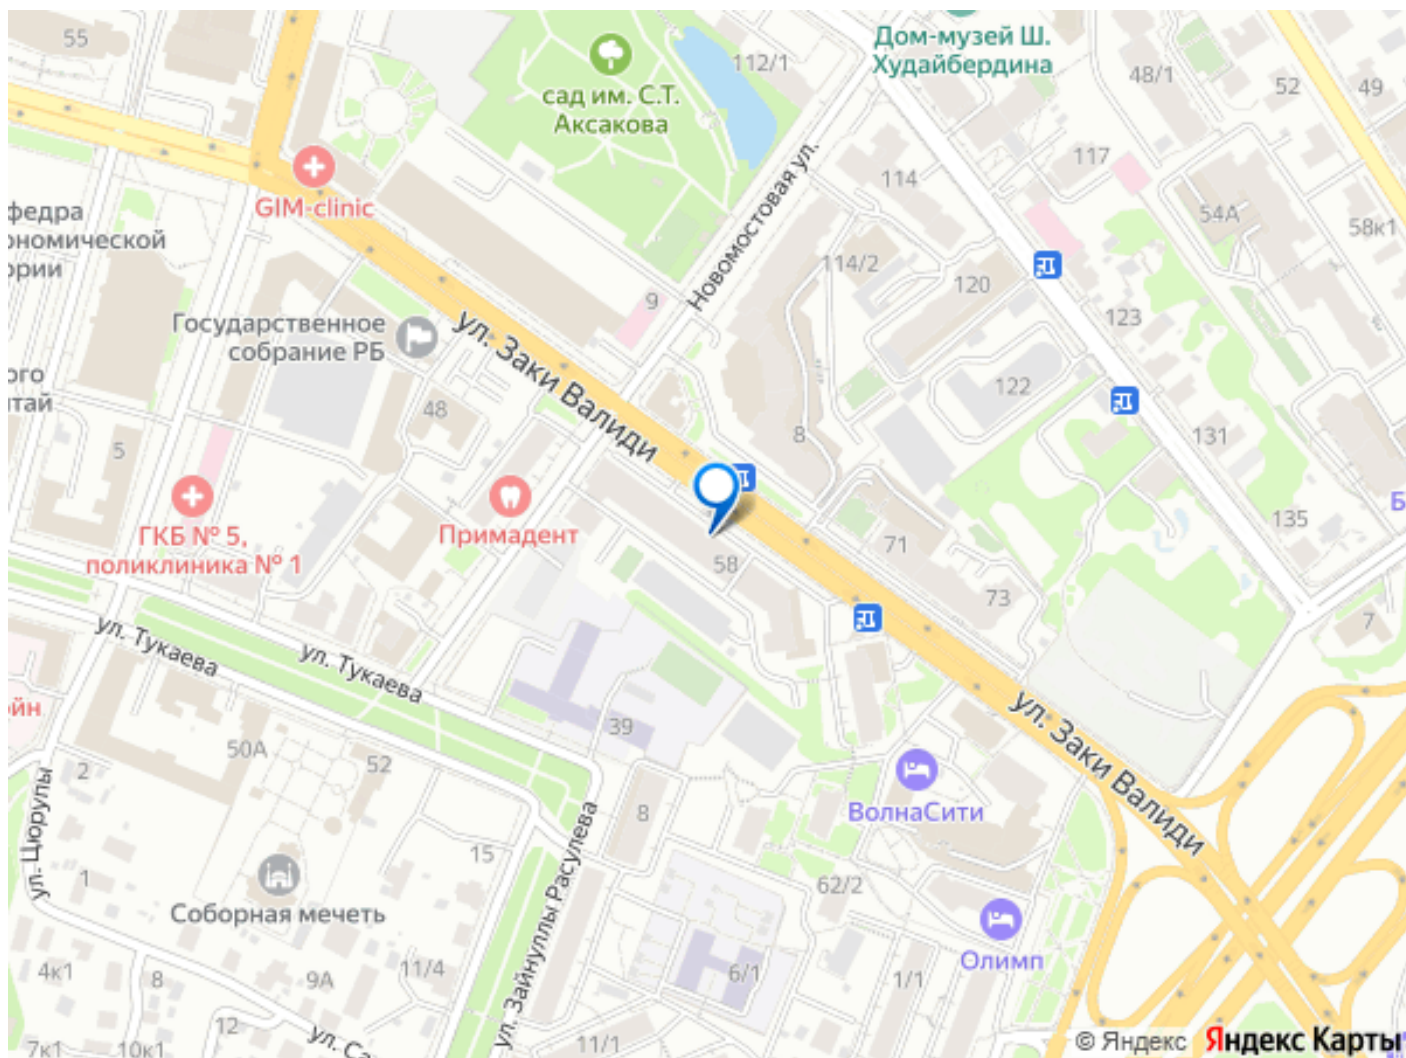 55
112/1
Дом-музей Ш.
Худайбердина
48/1
52
49
сад им. С.Т.
Аксакова
117
114
GIM-clinic
54А
58к1
федра
ономической
ории
Новомостовая ул.
114/2
120
9
123
Государственное
собрание РБ
ул. Заки Валиди
ого
тай
122
48
8
131
5
135
Б
ГКБ № 5,
поликлиника № 1
Примадент
58
71
73
7
ул. Тукаева
ул. Тукаева
ойн
39
ул. Заки Валиди
50А
52
2
ВолнаСити
8
ул. Цюрупы
15
1
62/2
Соборная мечеть
ул. Зайнуллы Расулева
Олимп
4к1
8
9А
11/4
6/1
1/1
12
7к1
10к1
ул. Са
11/1
© Яндекс Яндекс Карты